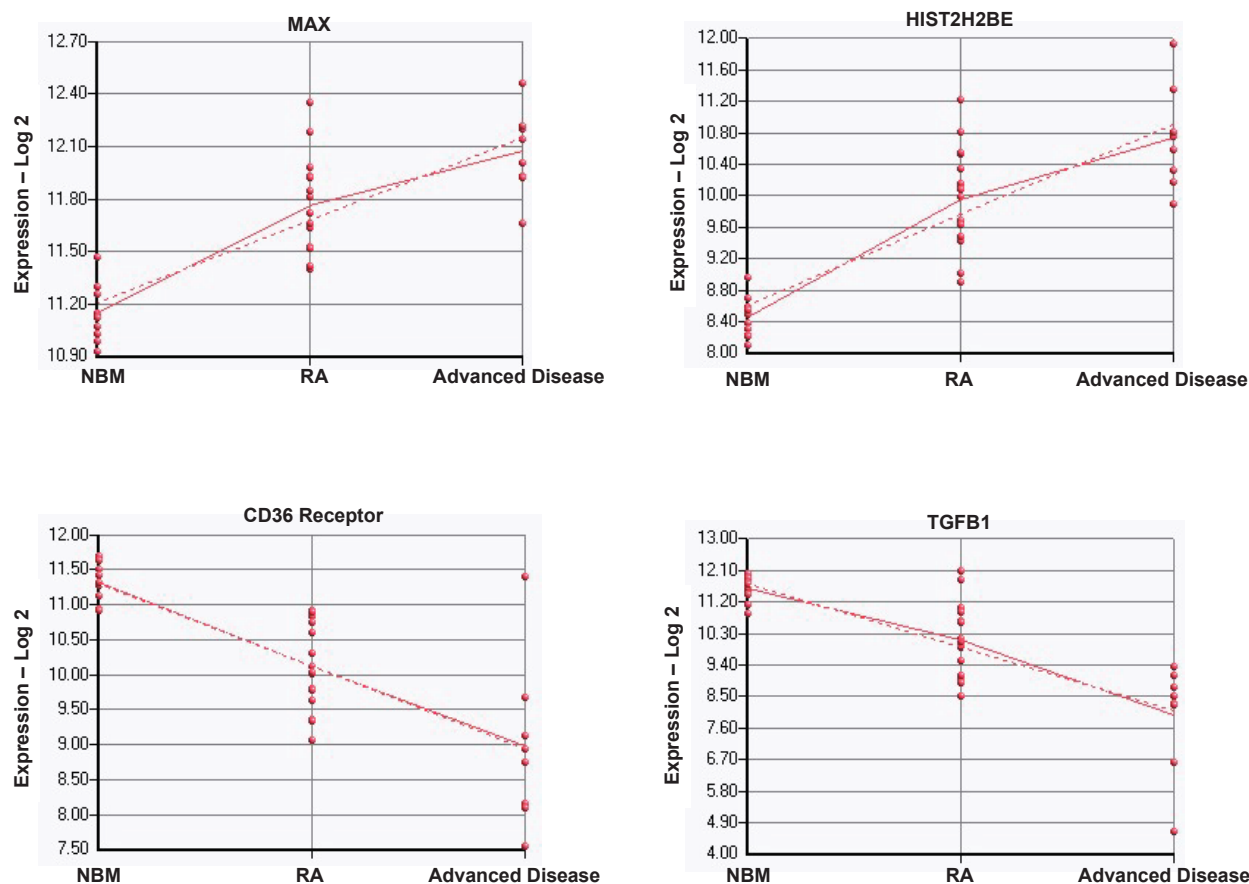 MAX
Expression – Log 2
12.70
12.40
12.10
11.80
11.50
11.20
10.90
NBM
RA
Advanced Disease
HIST2H2BE
Expression – Log 2
12.00
11.60
11.20
10.80
10.40
10.00
9.60
9.20
8.80
8.40
8.00
NBM
RA
Advanced Disease
CD36 Receptor
Expression – Log 2
12.00
11.50
11.00
10.50
10.00
9.50
9.00
8.50
8.00
7.50
NBM
RA
Advanced Disease
TGFB1
Expression – Log 2
13.00
12.10
11.20
10.30
9.40
8.50
7.60
6.70
5.80
4.90
4.00
NBM
RA
Advanced Disease